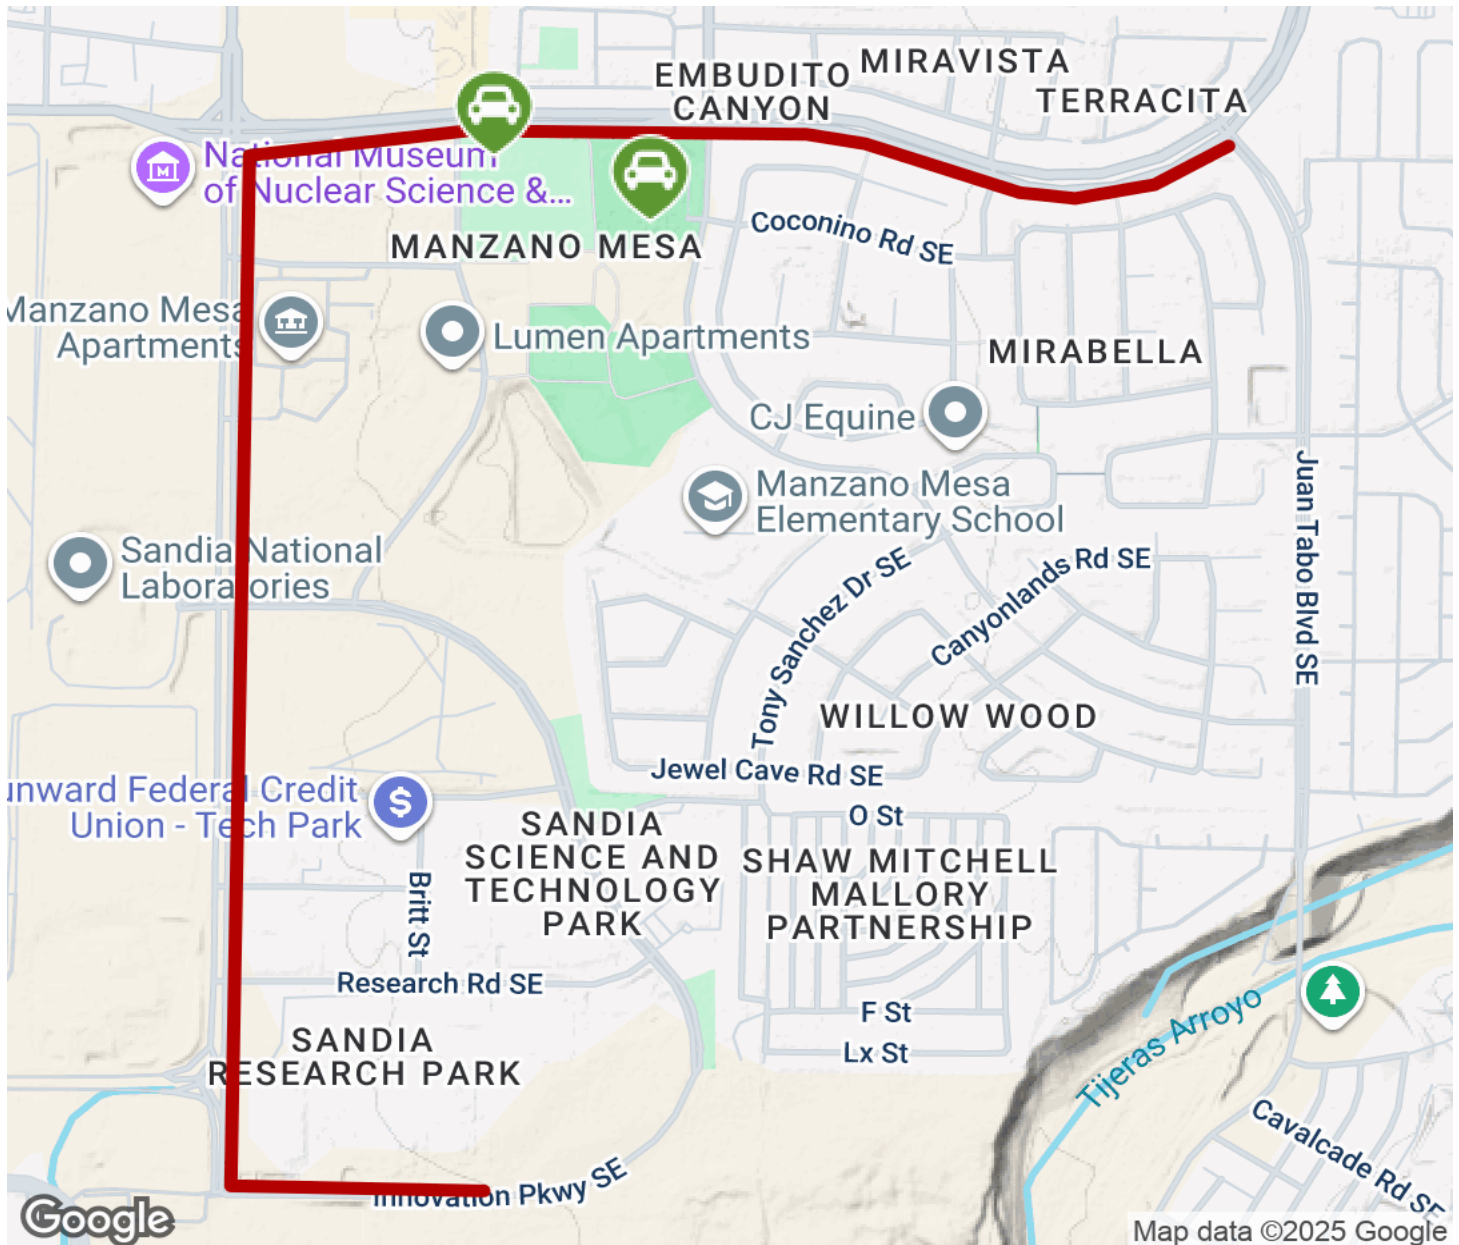 EMBUDITO
CANYON
MIRAVISTA
TERRACITA
National Museum
of Nuclear Science &...
MANZANO MESA
Coconino Rd SE
Manzano Mesa
Apartments
Lumen Apartments
MIRABELLA
CJ Equine
Manzano Mesa
Elementary School
Juan Tabo Blvd SE
Sandia National
Laboratories
Tony Sanchez Dr SE
Canyonlands Rd SE
WILLOW WOOD
Jewel Cave Rd SE
unward Federal Credit
Union - Tech Park
O St
SANDIA
SCIENCE AND
TECHNOLOGY
PARK
SHAW MITCHELL
MALLORY
PARTNERSHIP
Britt St
Research Rd SE
F St
Lx St
SANDIA
RESEARCH PARK
Tijeras Arroyo
Cavalcade Rd SE
Innovation Pkwy SE
Google
Map data ©2025 Google